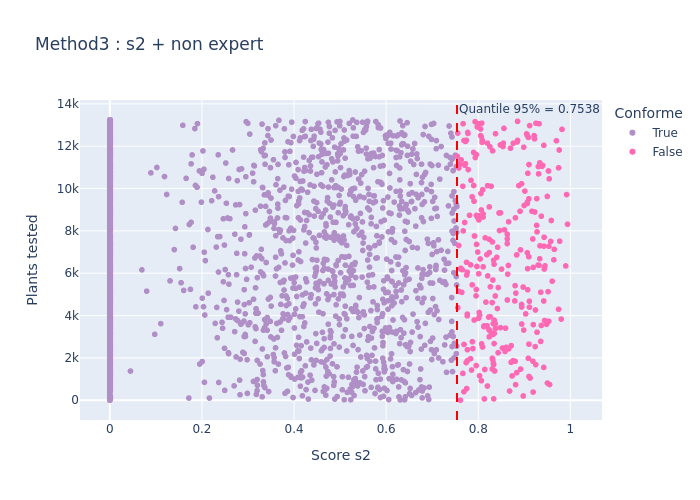 Method3 : s2 + non expert
Quantile 95% = 0.7538
Conforme
True
False
Plants tested
14k
12k
10k
8k
6k
4k
2k
0
0 0.2 0.4 0.6 0.8 1
Score s2